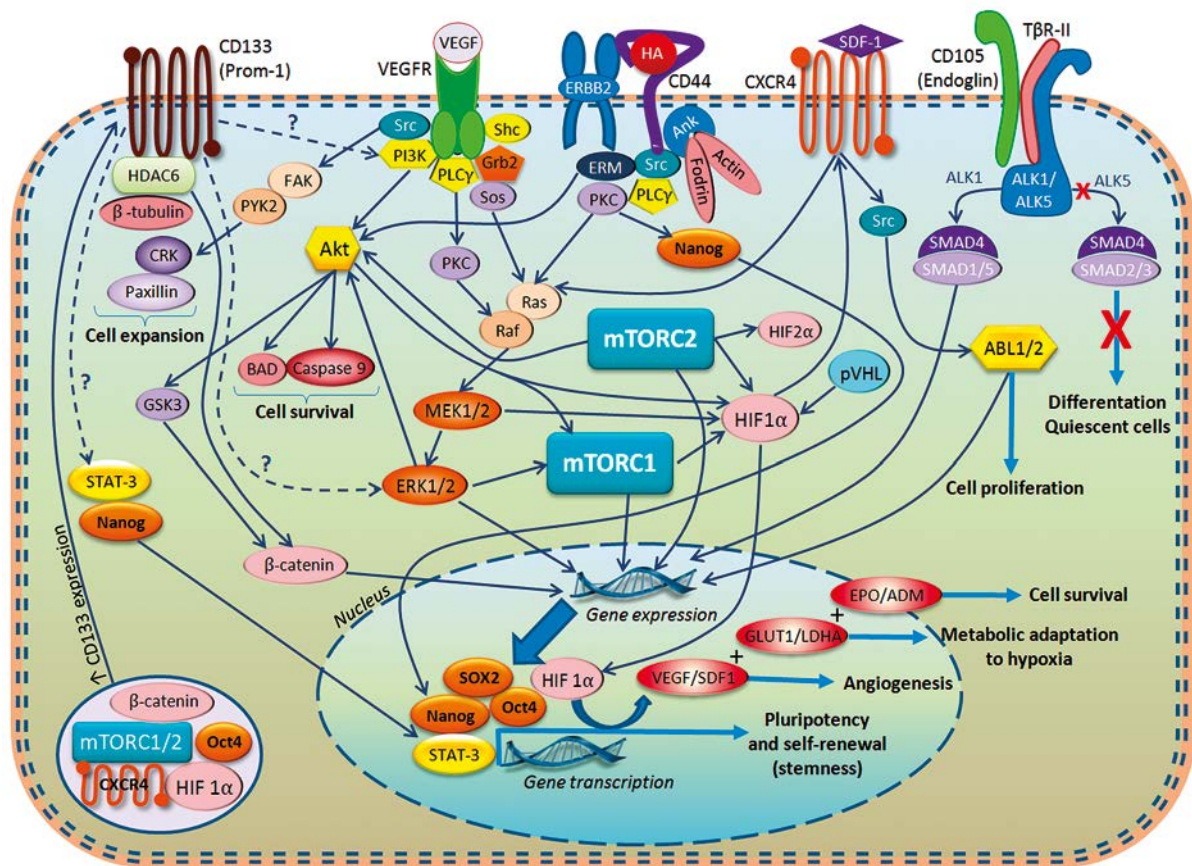 CD133
(Prom-1)
VEGF
VEGFR
ERBB2
HA
CD44
SDF-1
CXCR4
CD105
(Endoglin)
TβR-II
?
Src
Shc
PI3K
Grb2
PLCγ
Sos
ERM
Src
PLCγ
PKC
Ank
Fodrin
Actin
HDAC6
β -tubulin
FAK
PYK2
CRK
Paxillin
Cell expansion
Akt
PKC
Nanog
Src
ALK1
ALK1/
ALK5
X
ALK5
SMAD4
SMAD1/5
SMAD4
SMAD2/3
X
Ras
Raf
mTORC2
HIF2α
pVHL
ABL1/2
BAD
Caspase 9
Cell survival
?
GSK3
MEK1/2
HIF1α
Differentation
Quiescent cells
mTORC1
?
ERK1/2
STAT-3
Nanog
Cell proliferation
β-catenin
Nucleus
Gene expression
EPO/ADM
Cell survival
+
GLUT1/LDHA
Metabolic adaptation
to hypoxia
+
VEGF/SDF1
Angiogenesis
SOX2
HIF 1α
Nanog
Oct4
STAT-3
Pluripotency
and self-renewal
(stemness)
Gene transcription
↑ CD133 expression
β-catenin
mTORC1/2
Oct4
CXCR4
HIF 1α